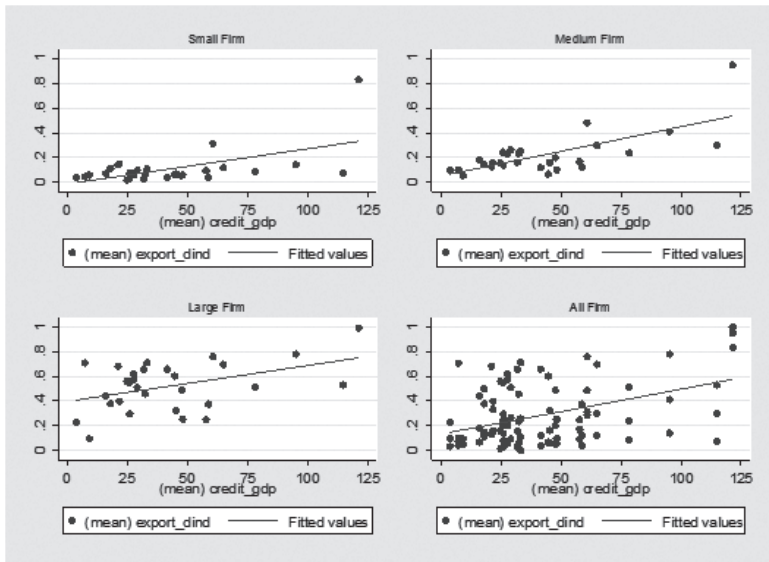 Small Firm
1
.8
.6
.4
.2
0
0 25 50 75 100 125
(mean) credit_gdp
(mean) export_dind Fitted values
Medium Firm
1
.8
.6
.4
.2
0
0 25 50 75 100 125
(mean) credit_gdp
(mean) export_dind Fitted values
Large Firm
1
.8
.6
.4
.2
0
0 25 50 75 100 125
(mean) credit_gdp
(mean) export_dind Fitted values
All Firm
1
.8
.6
.4
.2
0
0 25 50 75 100 125
(mean) credit_gdp
(mean) export_dind Fitted values